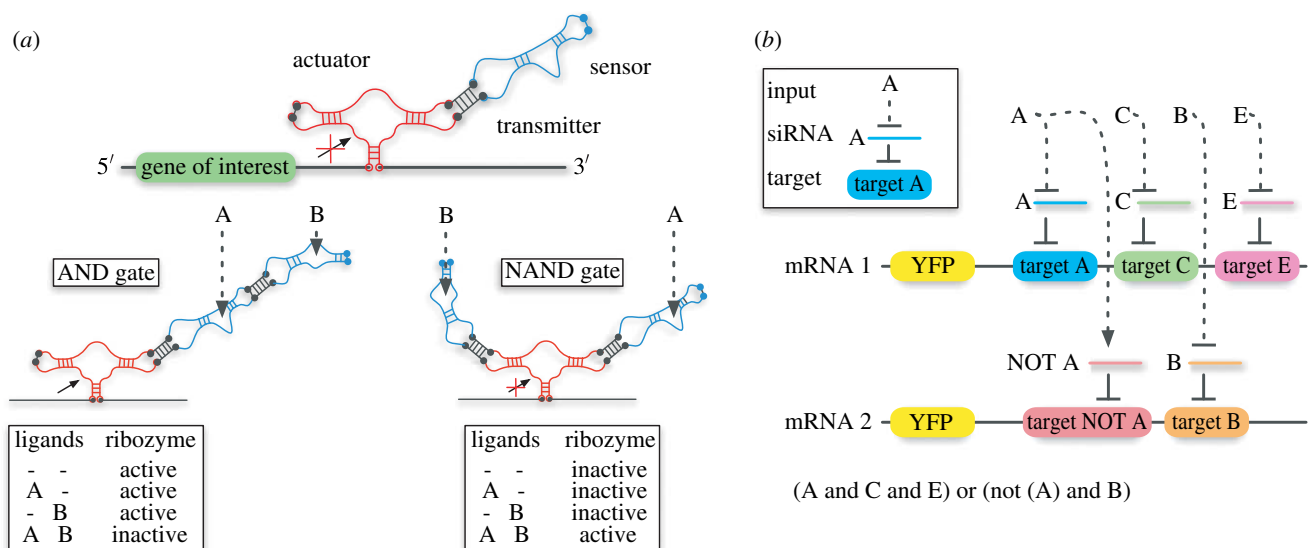 (a)
actuator
sensor
transmitter
5′ gene of interest 3′
A B
AND gate
ligands ribozyme
- - active
A - active
- B active
A B inactive
B A
NAND gate
ligands ribozyme
- - inactive
A - inactive
- B inactive
A B active
(b)
input A
siRNA A
target target A
A C B E
A C E
mRNA 1 YFP target A target C target E
NOT A B
mRNA 2 YFP target NOT A target B
(A and C and E) or (not (A) and B)